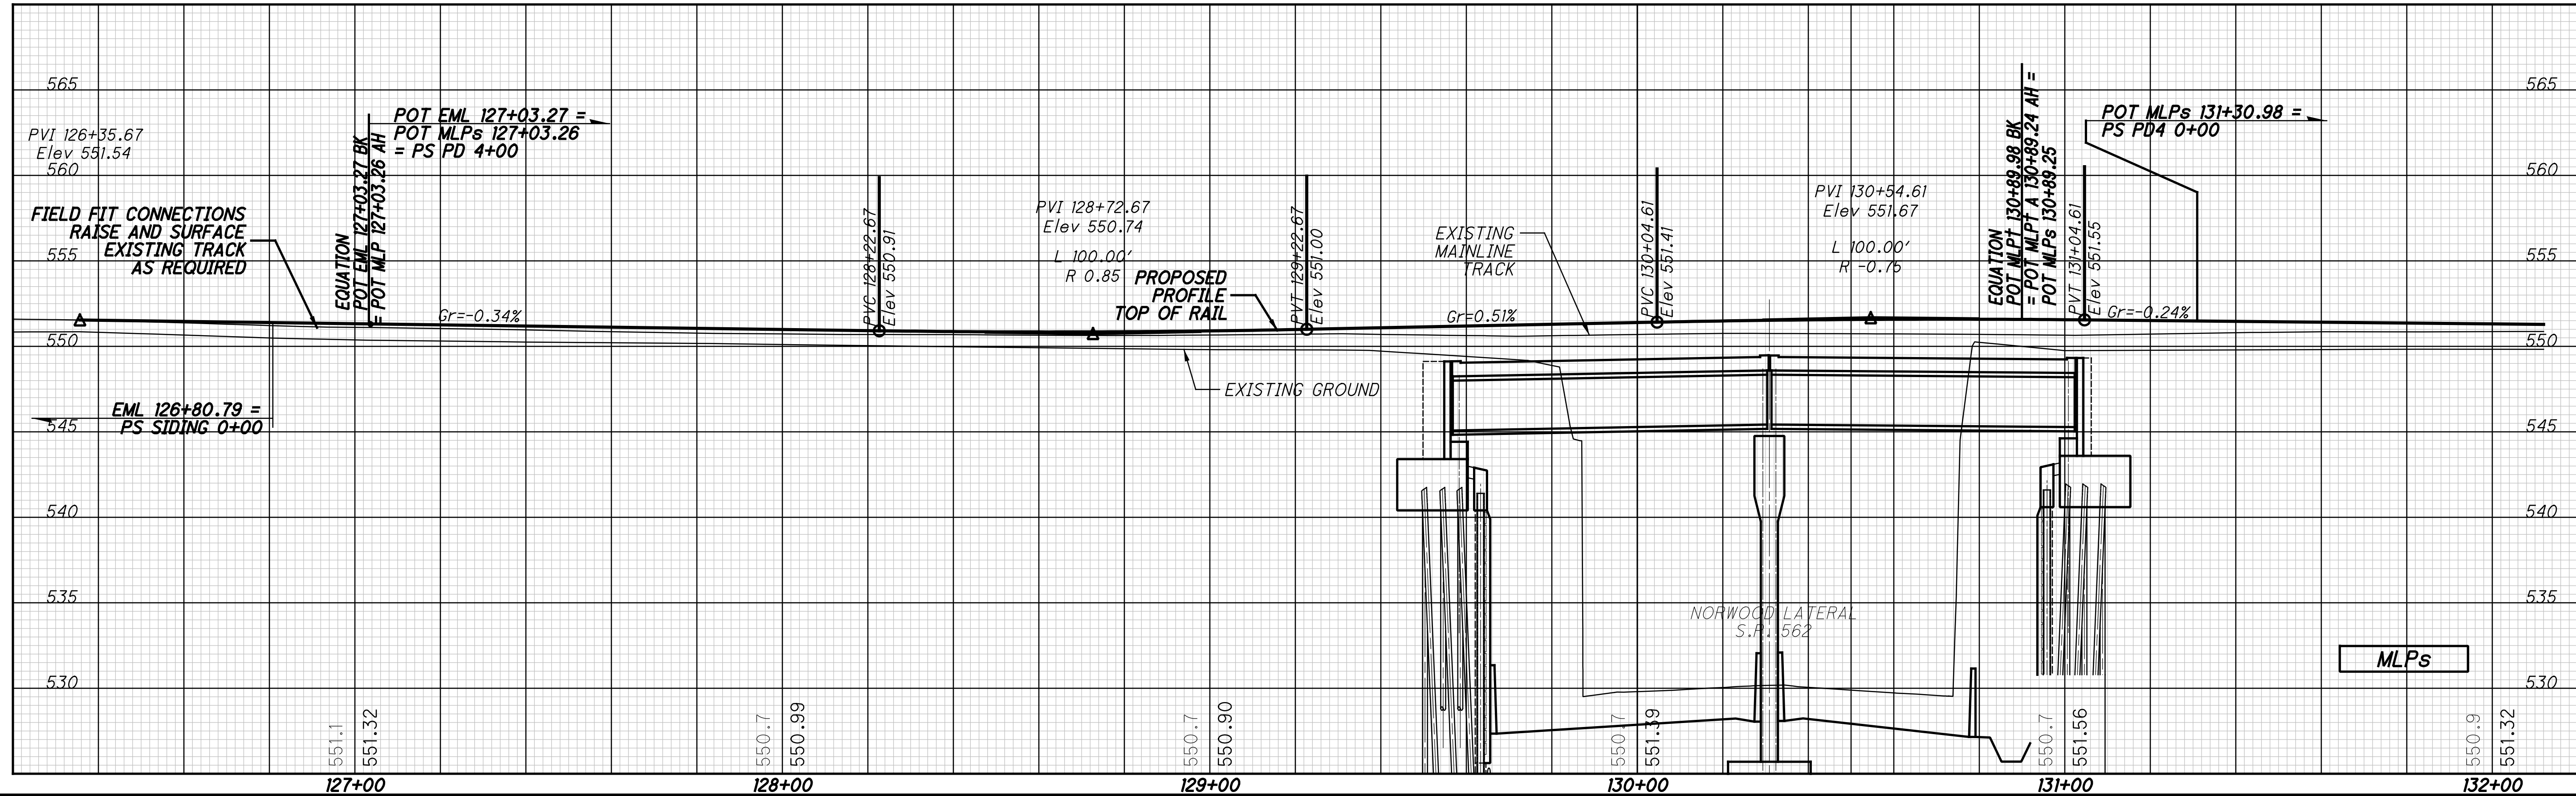 565
560
555
550
545
540
535
530
PVI 126+35.67
Elev 551.54
FIELD FIT CONNECTIONS
RAISE AND SURFACE
EXISTING TRACK
AS REQUIRED
EML 126+80.79 =
PS SIDING 0+00
EQUATION
POT EML 127+03.27 BK
= POT MLP 127+03.26 AH
POT EML 127+03.27 =
POT MLPs 127+03.26
= PS PD 4+00
Gr=-0.34%
PVC 128+22.67
Elev 550.91
PVI 128+72.67
Elev 550.74
L 100.00'
R 0.85
PROPOSED
PROFILE
TOP OF RAIL
EXISTING GROUND
PVT 129+22.67
Elev 551.00
EXISTING
MAINLINE
TRACK
Gr=0.51%
PVC 130+04.61
Elev 551.41
PVI 130+54.61
Elev 551.67
L 100.00'
R -0.75
EQUATION
POT MLPT 130+89.98 BK
= POT MLPT A 130+89.24 AH =
POT MLPs 130+89.25
PVT 131+04.61
Elev 551.55
POT MLPs 131+30.98 =
PS PD4 0+00
Gr=-0.24%
NORWOOD LATERAL
S.R. 562
MLPs
565
560
555
550
545
540
535
530
551.1
551.32
550.7
550.99
550.7
550.90
550.7
551.39
550.7
551.56
550.9
551.32
127+00
128+00
129+00
130+00
131+00
132+00